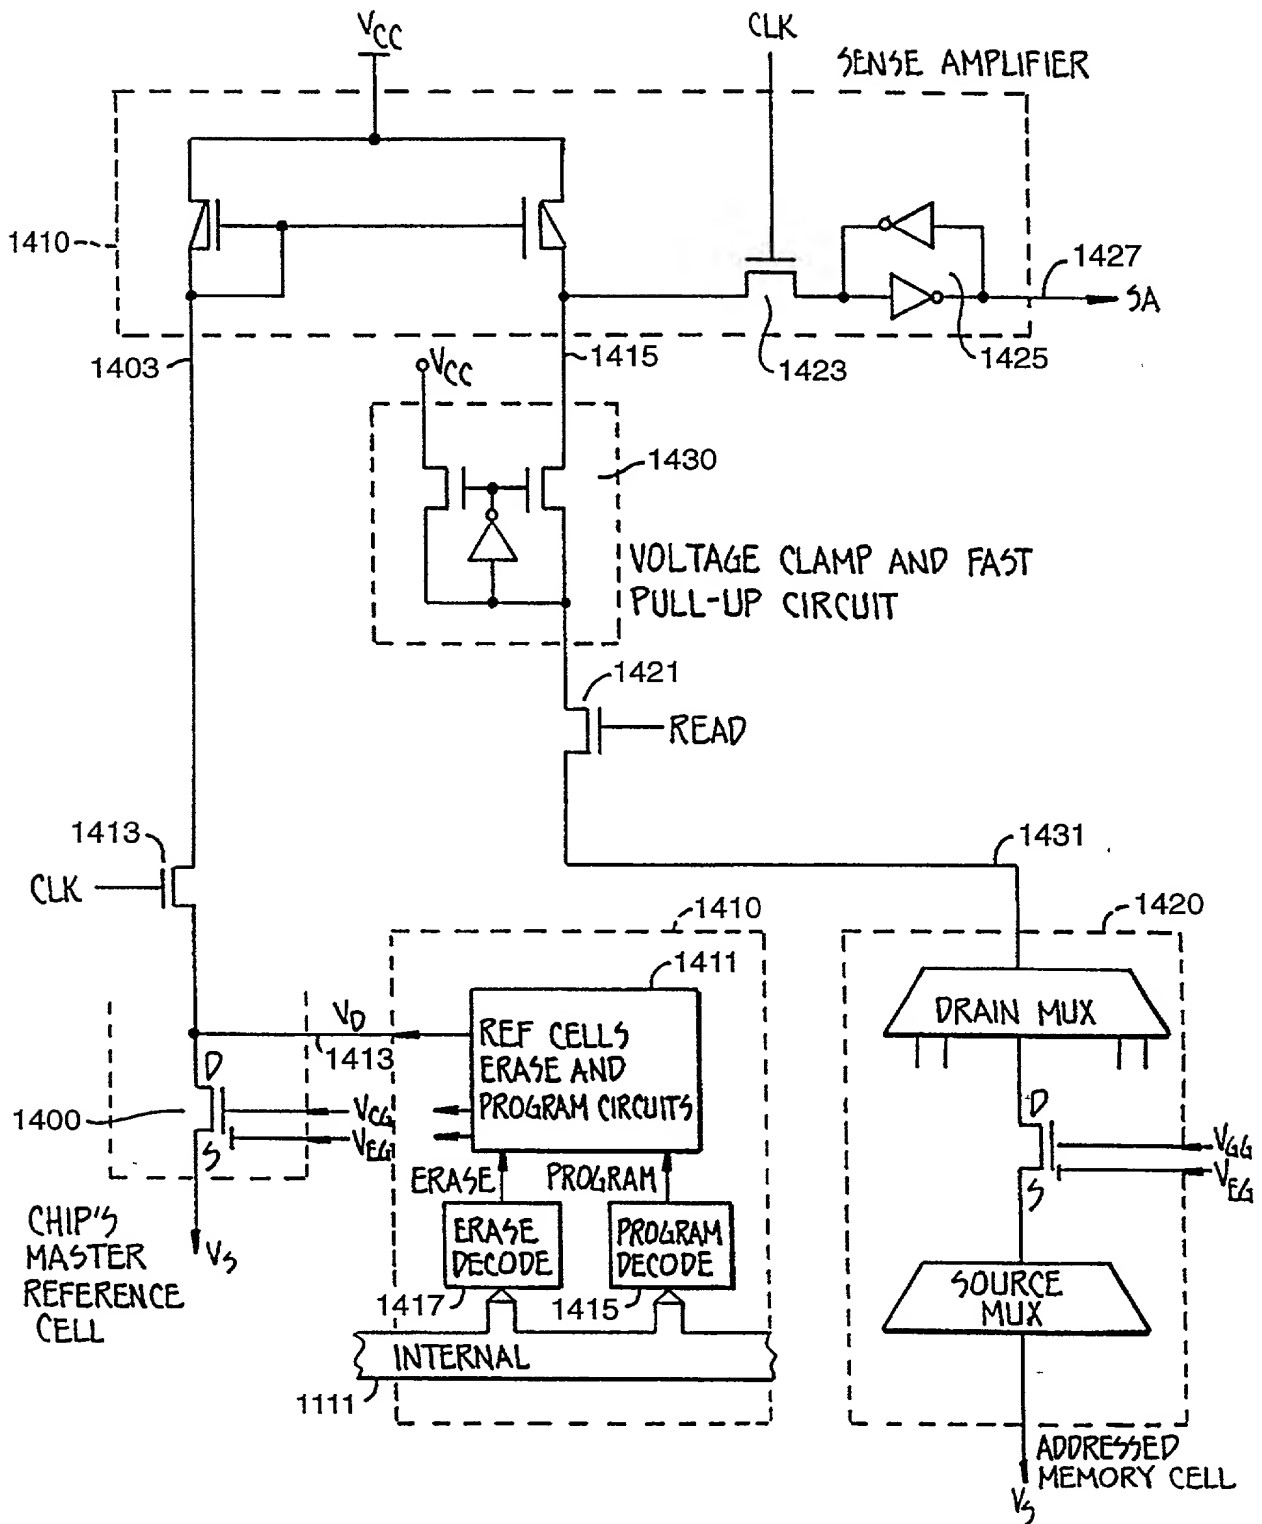 VCC
CLK
SENSE AMPLIFIER
1410
1427
SA
1403
VCC
1415
1423
1425
1430
VOLTAGE CLAMP AND FAST
PULL-UP CIRCUIT
1421
READ
1413
CLK
1431
1410
1420
1411
VD
1413
REF CELLS
ERASE AND
PROGRAM CIRCUITS
DRAIN MUX
D
1400
VCG
VEG
S
D
VGG
VEG
S
ERASE
PROGRAM
CHIP'S
MASTER
REFERENCE
CELL
VS
ERASE
DECODE
PROGRAM
DECODE
1417
1415
SOURCE
MUX
INTERNAL
1111
ADDRESSED
MEMORY CELL
VS